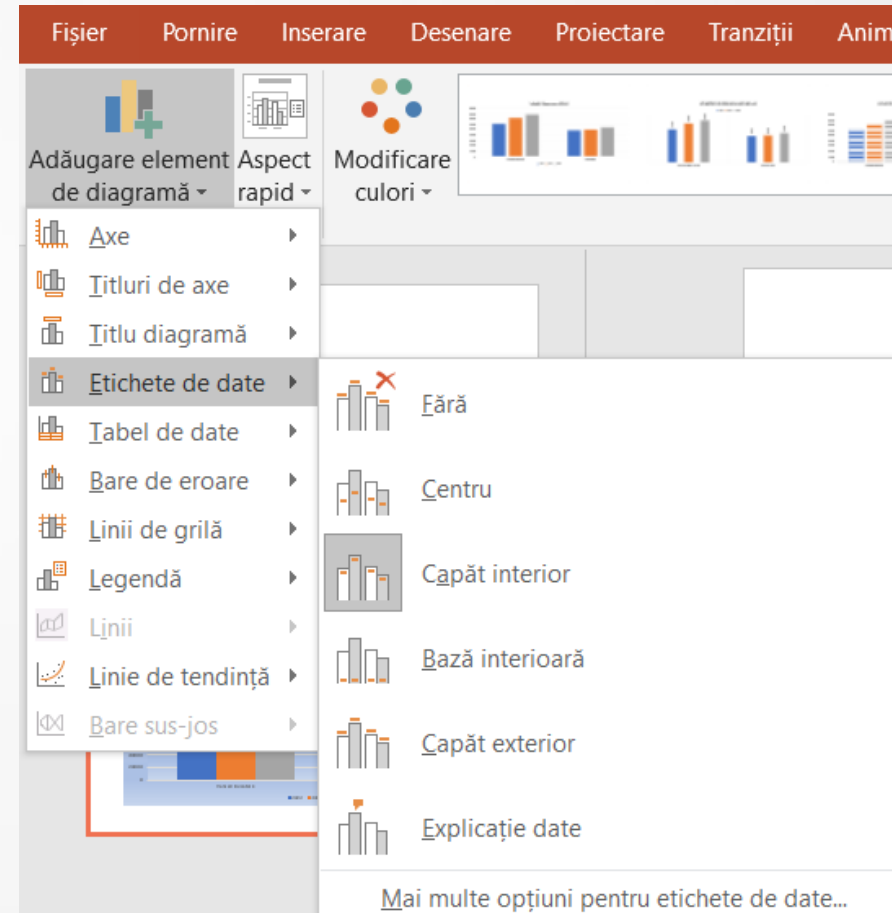 Fișier Pornire Inserare Desenare Proiectare Tranziții Anim
Adăugare element
de diagramă
Aspect
rapid
Modificare
culori
Axe
Titluri de axe
Titlu diagramă
Etichete de date
Tabel de date
Bare de eroare
Linii de grilă
Legendă
Linii
Linie de tendință
Bare sus-jos
Fără
Centru
Capăt interior
Bază interioară
Capăt exterior
Explicație date
Mai multe opțiuni pentru etichete de date...